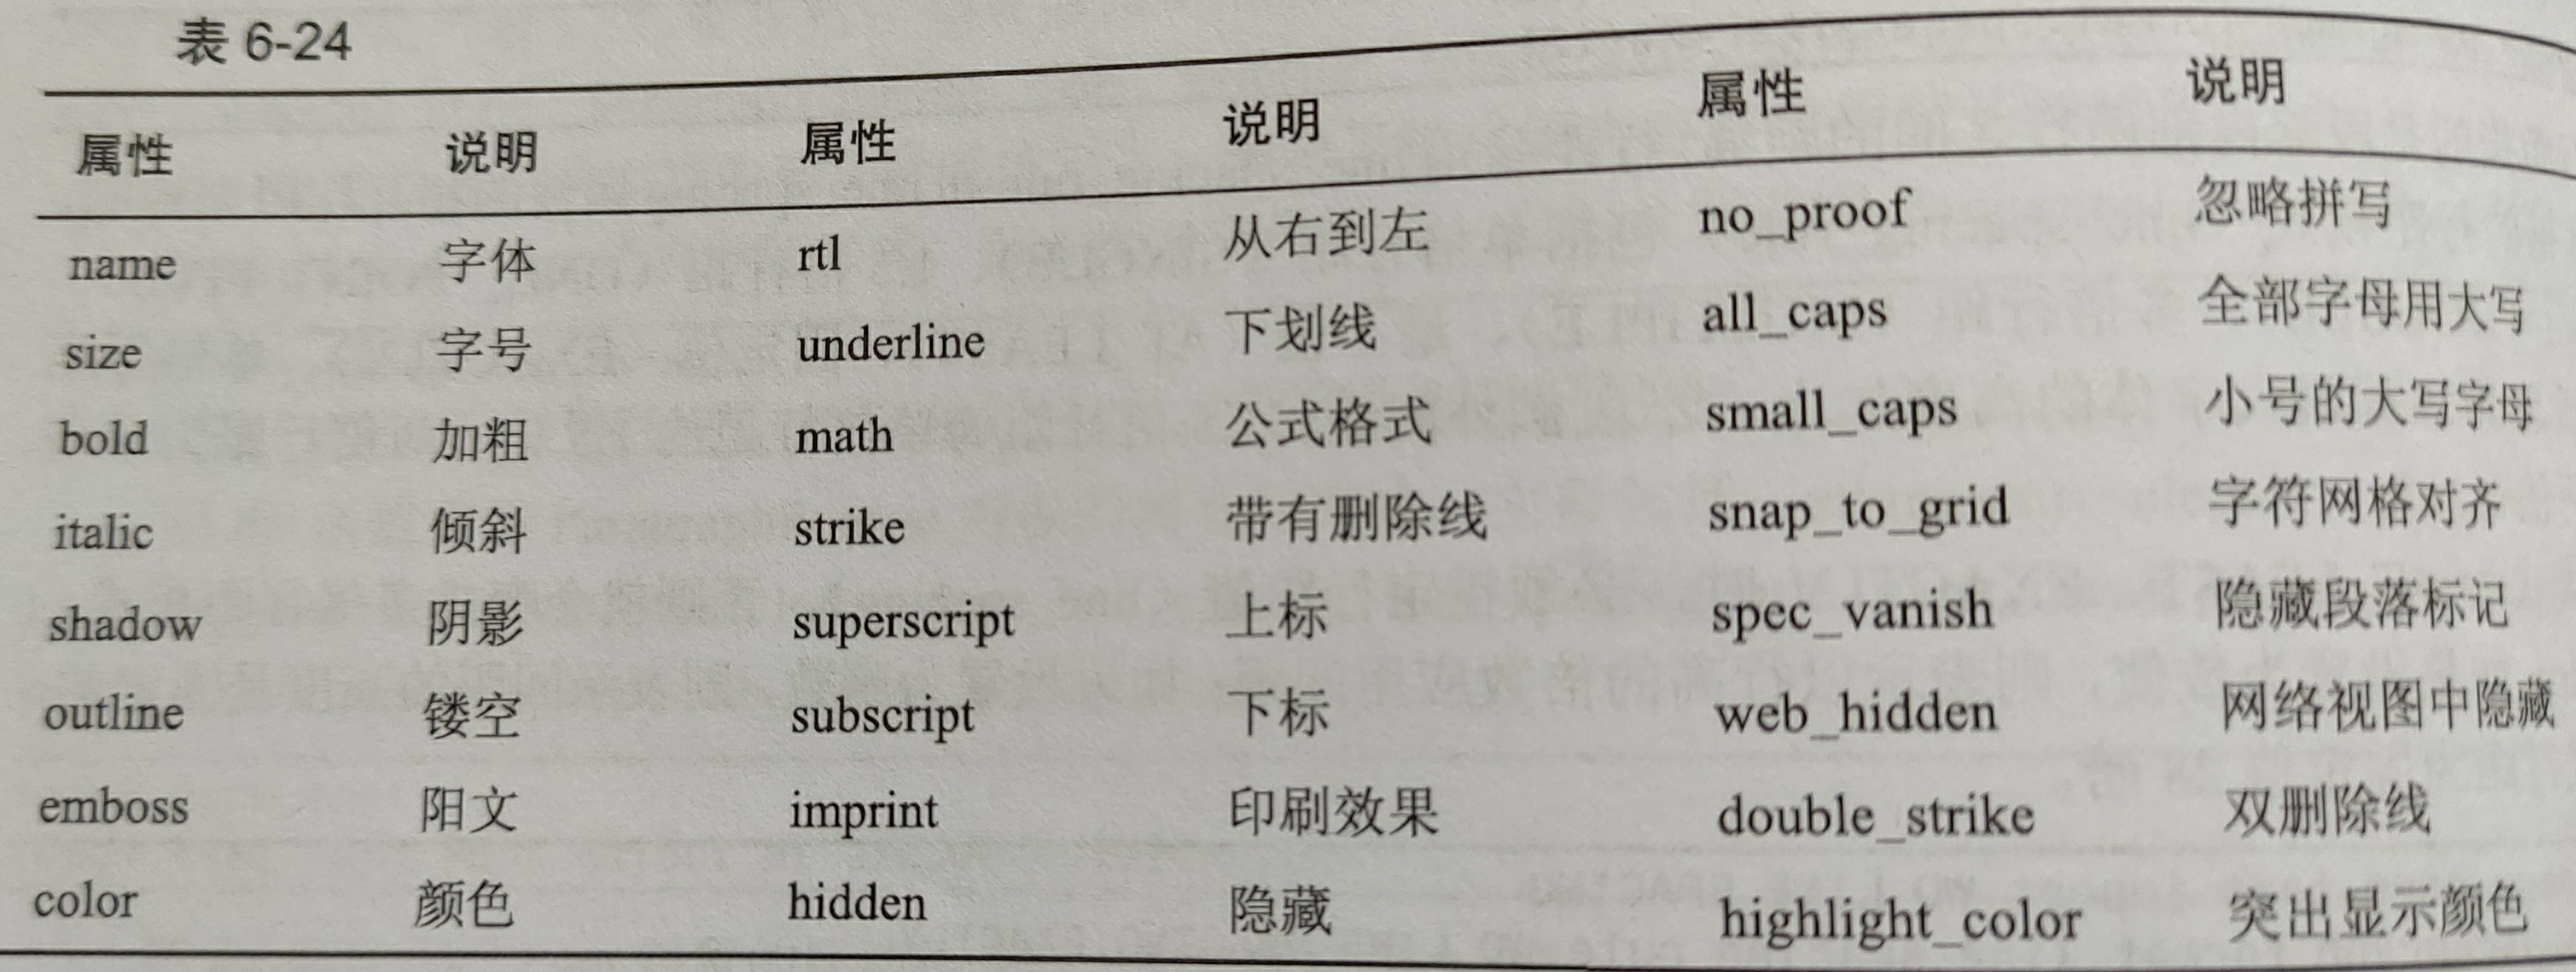 表 6-24
属性 说明 属性 说明 属性 说明
name 字体 rtl 从右到左 no_proof 忽略拼写
size 字号 underline 下划线 all_caps 全部字母用大写
bold 加粗 math 公式格式 small_caps 小号的大写字母
italic 倾斜 strike 带有删除线 snap_to_grid 字符网格对齐
shadow 阴影 superscript 上标 spec_vanish 隐藏段落标记
outline 镂空 subscript 下标 web_hidden 网络视图中隐藏
emboss 阳文 imprint 印刷效果 double_strike 双删除线
color 颜色 hidden 隐藏 highlight_color 突出显示颜色